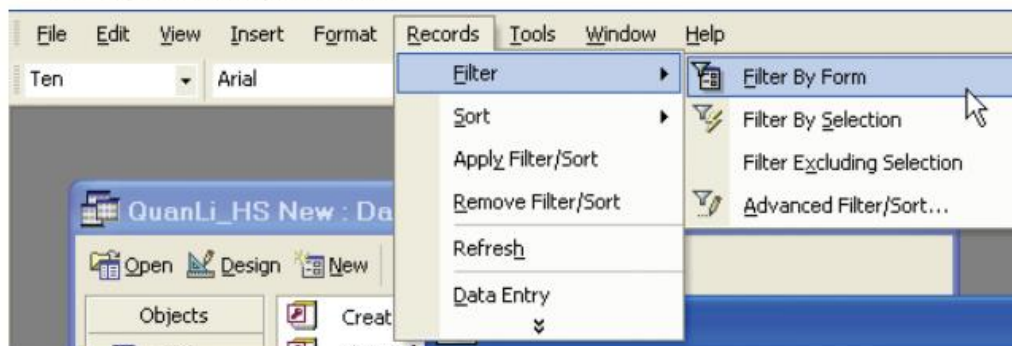 File Edit View Insert Format Records Tools Window Help
Ten Arial
Filter
Sort
Apply Filter/Sort
Remove Filter/Sort
Refresh
Data Entry
Filter By Form
Filter By Selection
Filter Excluding Selection
Advanced Filter/Sort...
QuanLi_HS New : Da
Open Design New
Objects
Creat